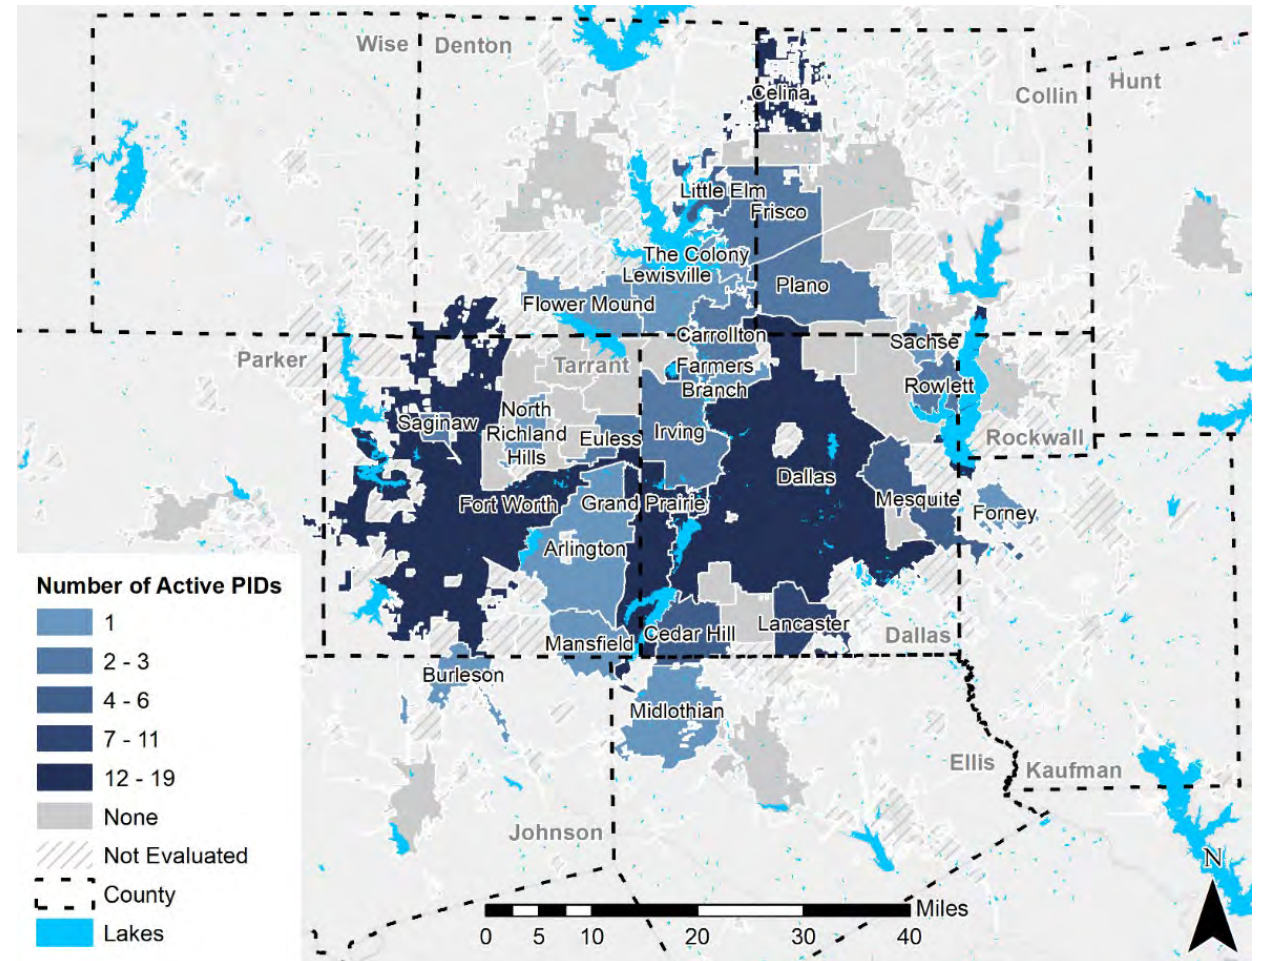 Wise
Denton
Hunt
Collin
Celina
Little Elm
Frisco
The Colony
Lewisville
Plano
Flower Mound
Carrollton
Sachse
Parker
Tarrant
Farmers
Branch
Rowlett
North
Richland
Hills
Saginaw
Euless
Irving
Rockwall
Dallas
Fort Worth
Grand Prairie
Mesquite
Forney
Arlington
Mansfield
Cedar Hill
Lancaster
Dallas
Burleson
Midlothian
Ellis
Kaufman
Johnson
Number of Active PIDs
1
2 - 3
4 - 6
7 - 11
12 - 19
None
Not Evaluated
County
Lakes
Miles
0 5 10 20 30 40
N